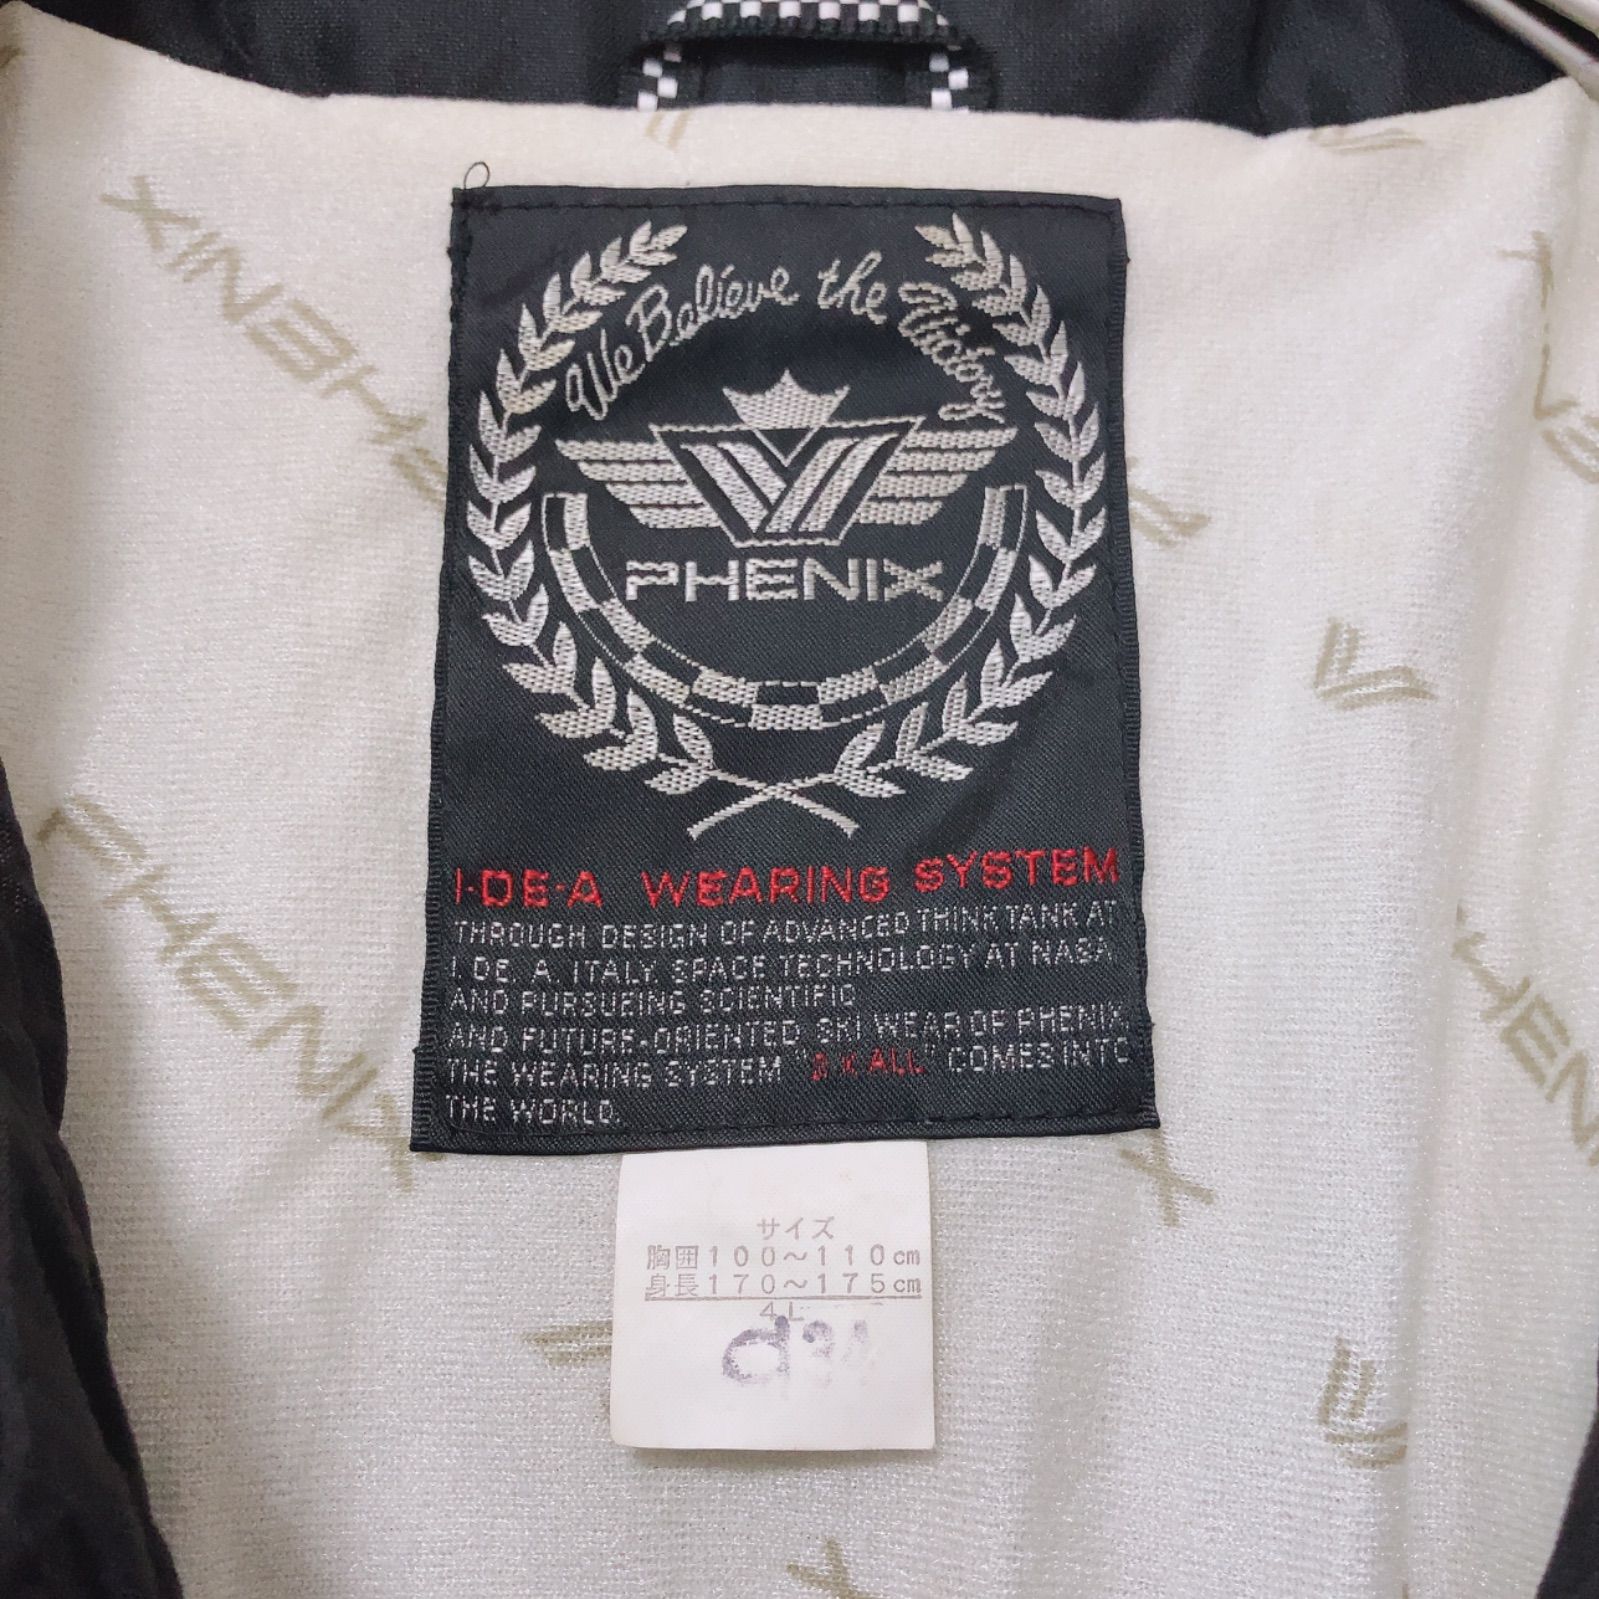 We Believe the Victory
PHENIX
I·DE·A WEARING SYSTEM
THROUGH DESIGN OF ADVANCED THINK TANK AT
I. DE. A. ITALY, SPACE TECHNOLOGY AT NASA,
AND PURSUEING SCIENTIFIC
AND FUTURE-ORIENTED SKI WEAR OF PHENIX,
THE WEARING SYSTEM " X ALL" COMES INTO
THE WORLD.
サイズ
胸囲100～110cm
身長170～175cm
4L
PHENIX
PHENIX
PHENIX